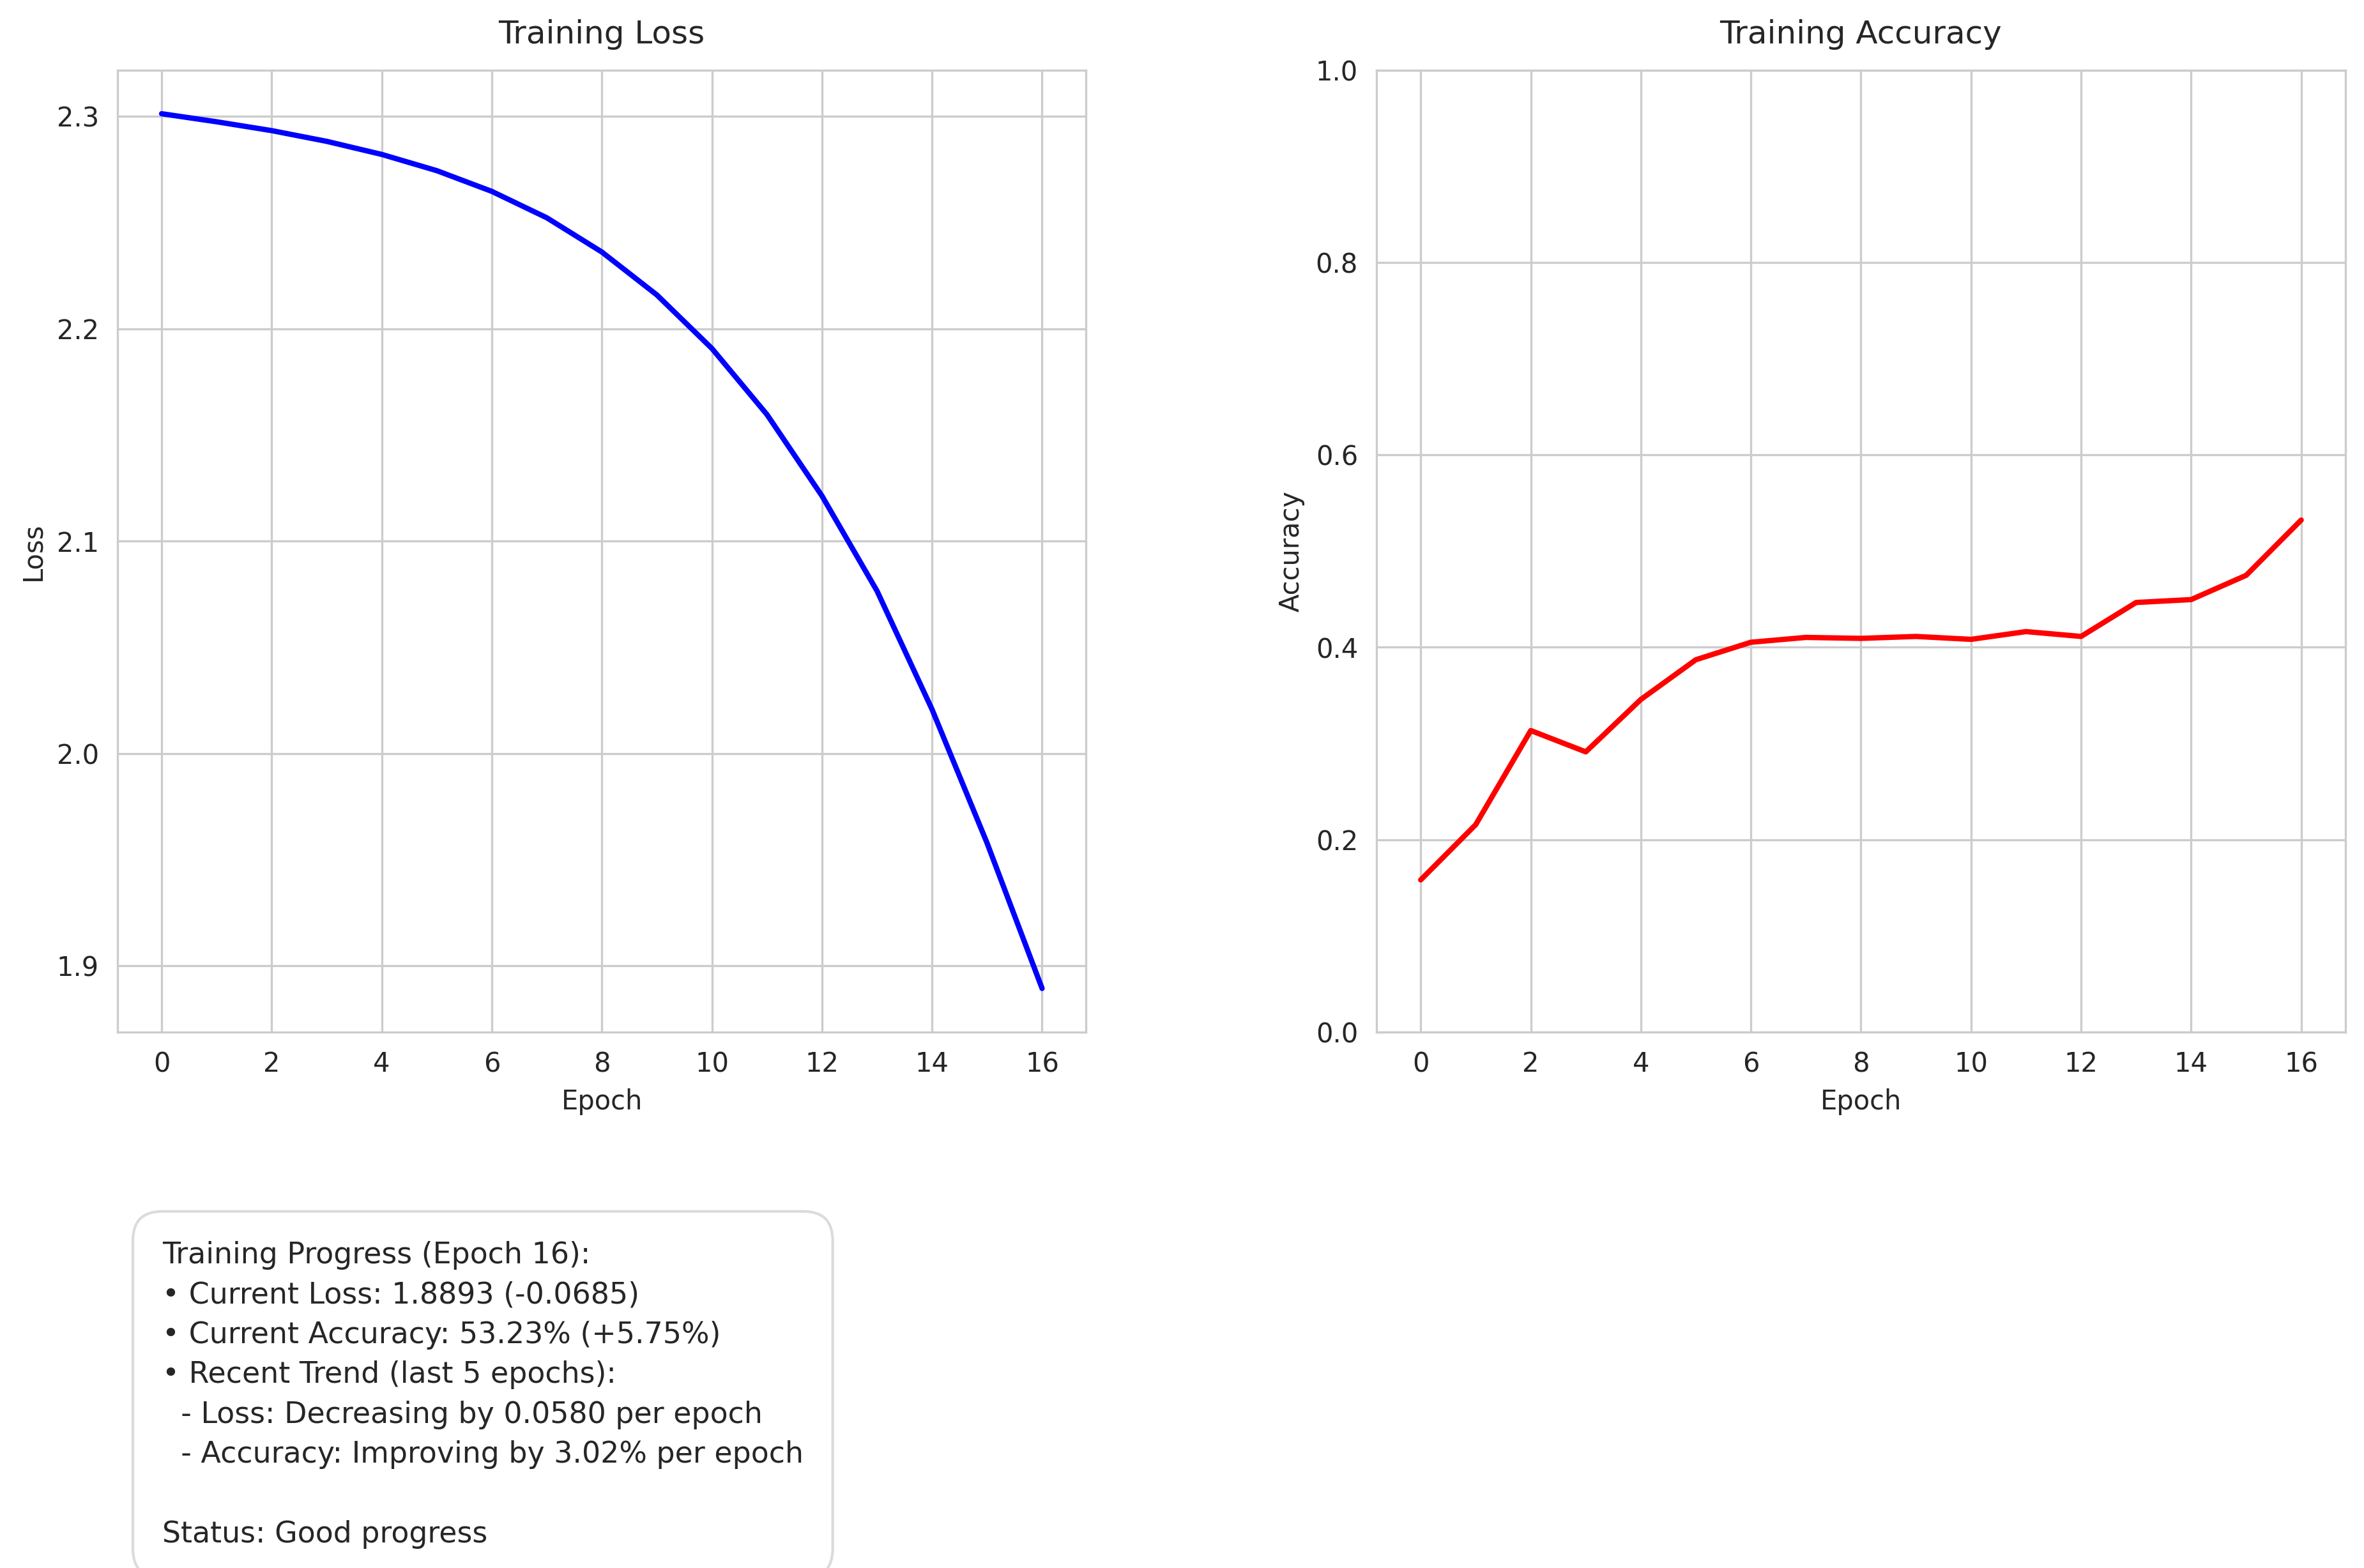 Training Loss
2.3
2.2
2.1
2.0
1.9
Loss
0 2 4 6 8 10 12 14 16
Epoch
Training Accuracy
1.0
0.8
0.6
0.4
0.2
0.0
Accuracy
0 2 4 6 8 10 12 14 16
Epoch
Training Progress (Epoch 16):
• Current Loss: 1.8893 (-0.0685)
• Current Accuracy: 53.23% (+5.75%)
• Recent Trend (last 5 epochs):
- Loss: Decreasing by 0.0580 per epoch
- Accuracy: Improving by 3.02% per epoch
Status: Good progress